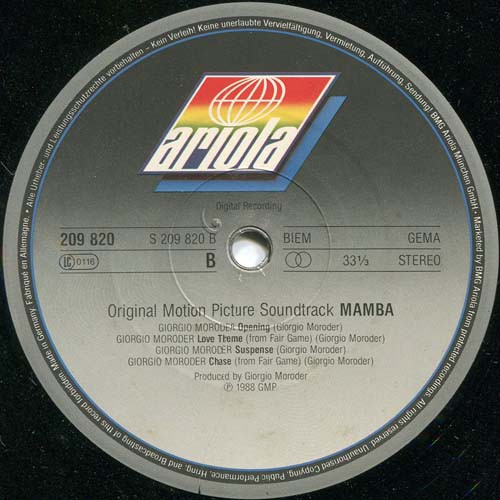 • Alle Urheber- und Leistungsschutzrechte vorbehalten – Kein Verleih! Keine unerlaubte Vervielfältigung, Vermietung, Aufführung, Sendung! BMG Ariola München GmbH •
ariola
Digital Recording
209 820 S 209 820 B BIEM GEMA
LC 0116 B 33⅓ STEREO
Original Motion Picture Soundtrack MAMBA
GIORGIO MORODER Opening (Giorgio Moroder)
GIORGIO MORODER Love Theme (from Fair Game) (Giorgio Moroder)
GIORGIO MORODER Suspense (Giorgio Moroder)
GIORGIO MORODER Chase (from Fair Game) (Giorgio Moroder)
Produced by Giorgio Moroder
℗ 1988 GMP
Marketed by BMG Ariola from protected recordings. All rights reserved. Unauthorised Copying, Public Performance, Hiring, and Broadcasting of this record forbidden. Made in Germany, Fabriqué en Allemagne.